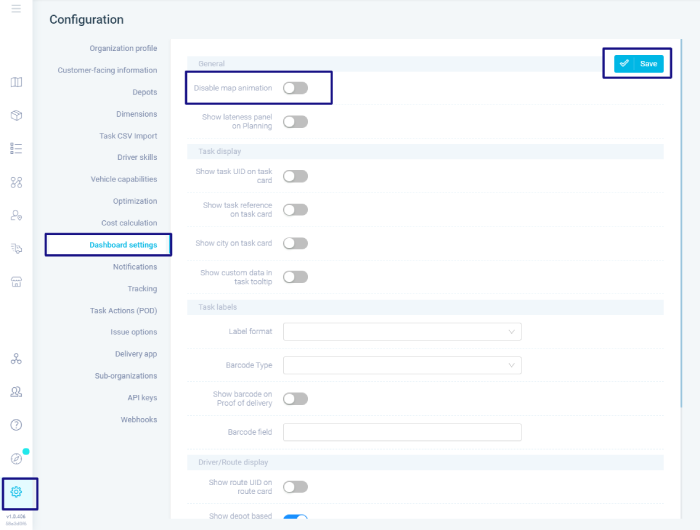 Configuration
Organization profile
Customer-facing information
Depots
Dimensions
Task CSV Import
Driver skills
Vehicle capabilities
Optimization
Cost calculation
Dashboard settings
Notifications
Tracking
Task Actions (POD)
Issue options
Delivery app
Sub-organizations
API keys
Webhooks
General
Save
Disable map animation
Show lateness panel
on Planning
Task display
Show task UID on task
card
Show task reference
on task card
Show city on task card
Show custom data in
task tooltip
Task labels
Label format
Barcode Type
Show barcode on
Proof of delivery
Barcode field
Driver/Route display
Show route UID on
route card
Show depot based